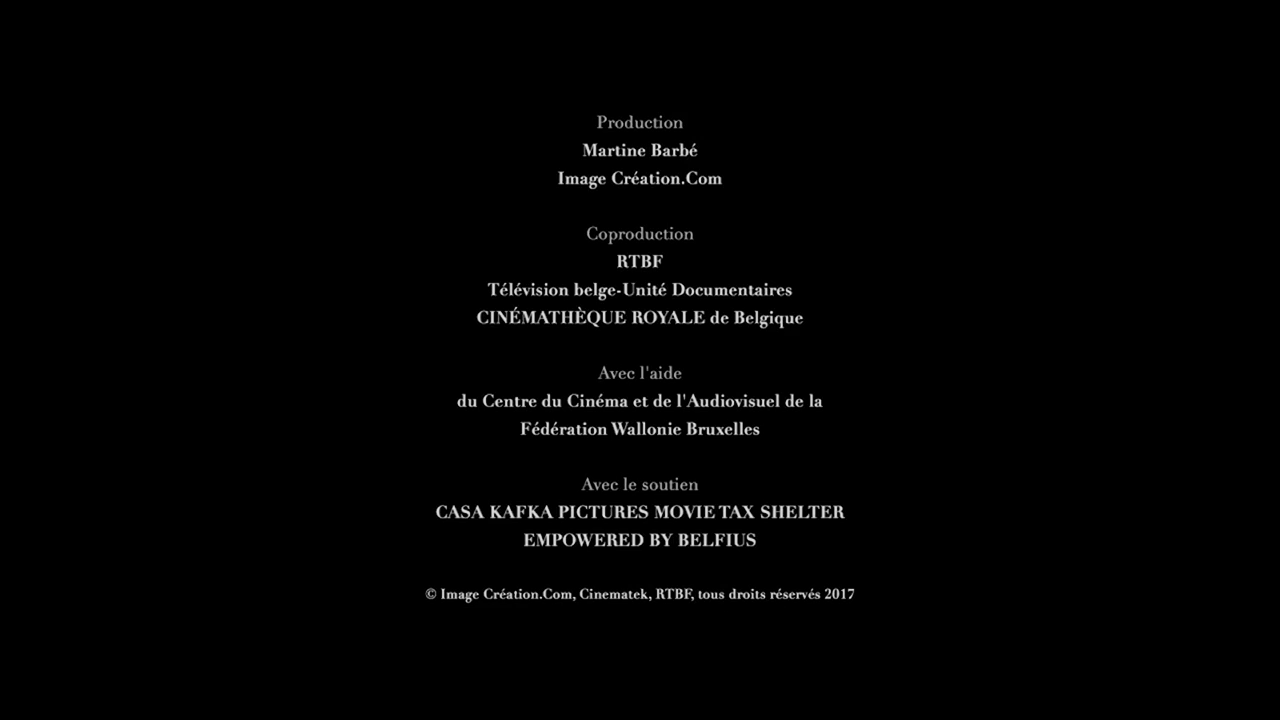 Production
Martine Barbé
Image Création.Com
Coproduction
RTBF
Télévision belge-Unité Documentaires
CINÉMATHÈQUE ROYALE de Belgique
Avec l'aide
du Centre du Cinéma et de l'Audiovisuel de la
Fédération Wallonie Bruxelles
Avec le soutien
CASA KAFKA PICTURES MOVIE TAX SHELTER
EMPOWERED BY BELFIUS
© Image Création.Com, Cinematek, RTBF, tous droits réservés 2017